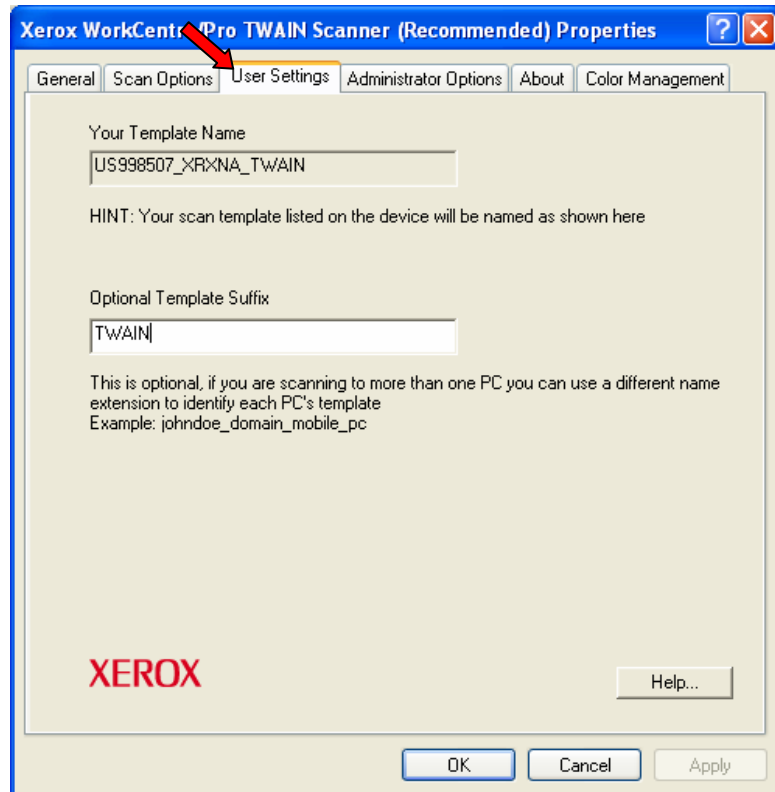 Xerox WorkCentre/Pro TWAIN Scanner (Recommended) Properties
General Scan Options User Settings Administrator Options About Color Management
Your Template Name
US998507_XRXNA_TWAIN
HINT: Your scan template listed on the device will be named as shown here
Optional Template Suffix
TWAIN
This is optional, if you are scanning to more than one PC you can use a different name
extension to identify each PC's template
Example: johndoe_domain_mobile_pc
XEROX
Help...
OK Cancel Apply